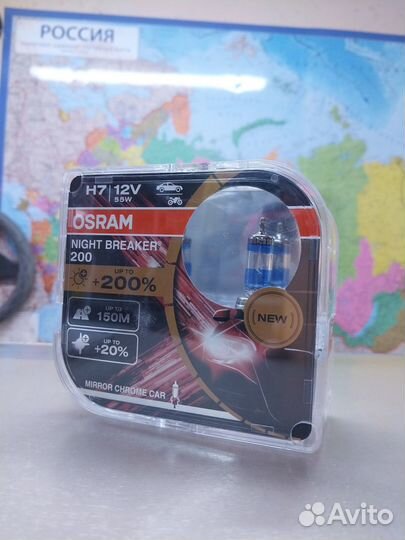 РОССИЯ
H7 12V
55W
OSRAM
NIGHT BREAKER®
200
UP TO
+200%
UP TO
150M
UP TO
+20%
(NEW)
MIRROR CHROME CAR
Avito